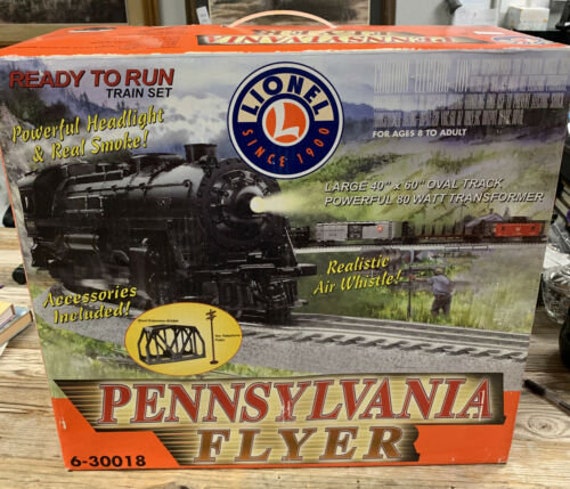 READY TO RUN
TRAIN SET
Powerful Headlight
& Real Smoke!
LIONEL
L
SINCE 1900
FOR AGES 8 TO ADULT
LARGE 40" x 60" OVAL TRACK
POWERFUL 80 WATT TRANSFORMER
Realistic
Air Whistle!
Accessories
Included!
PENNSYLVANIA
FLYER
6-30018